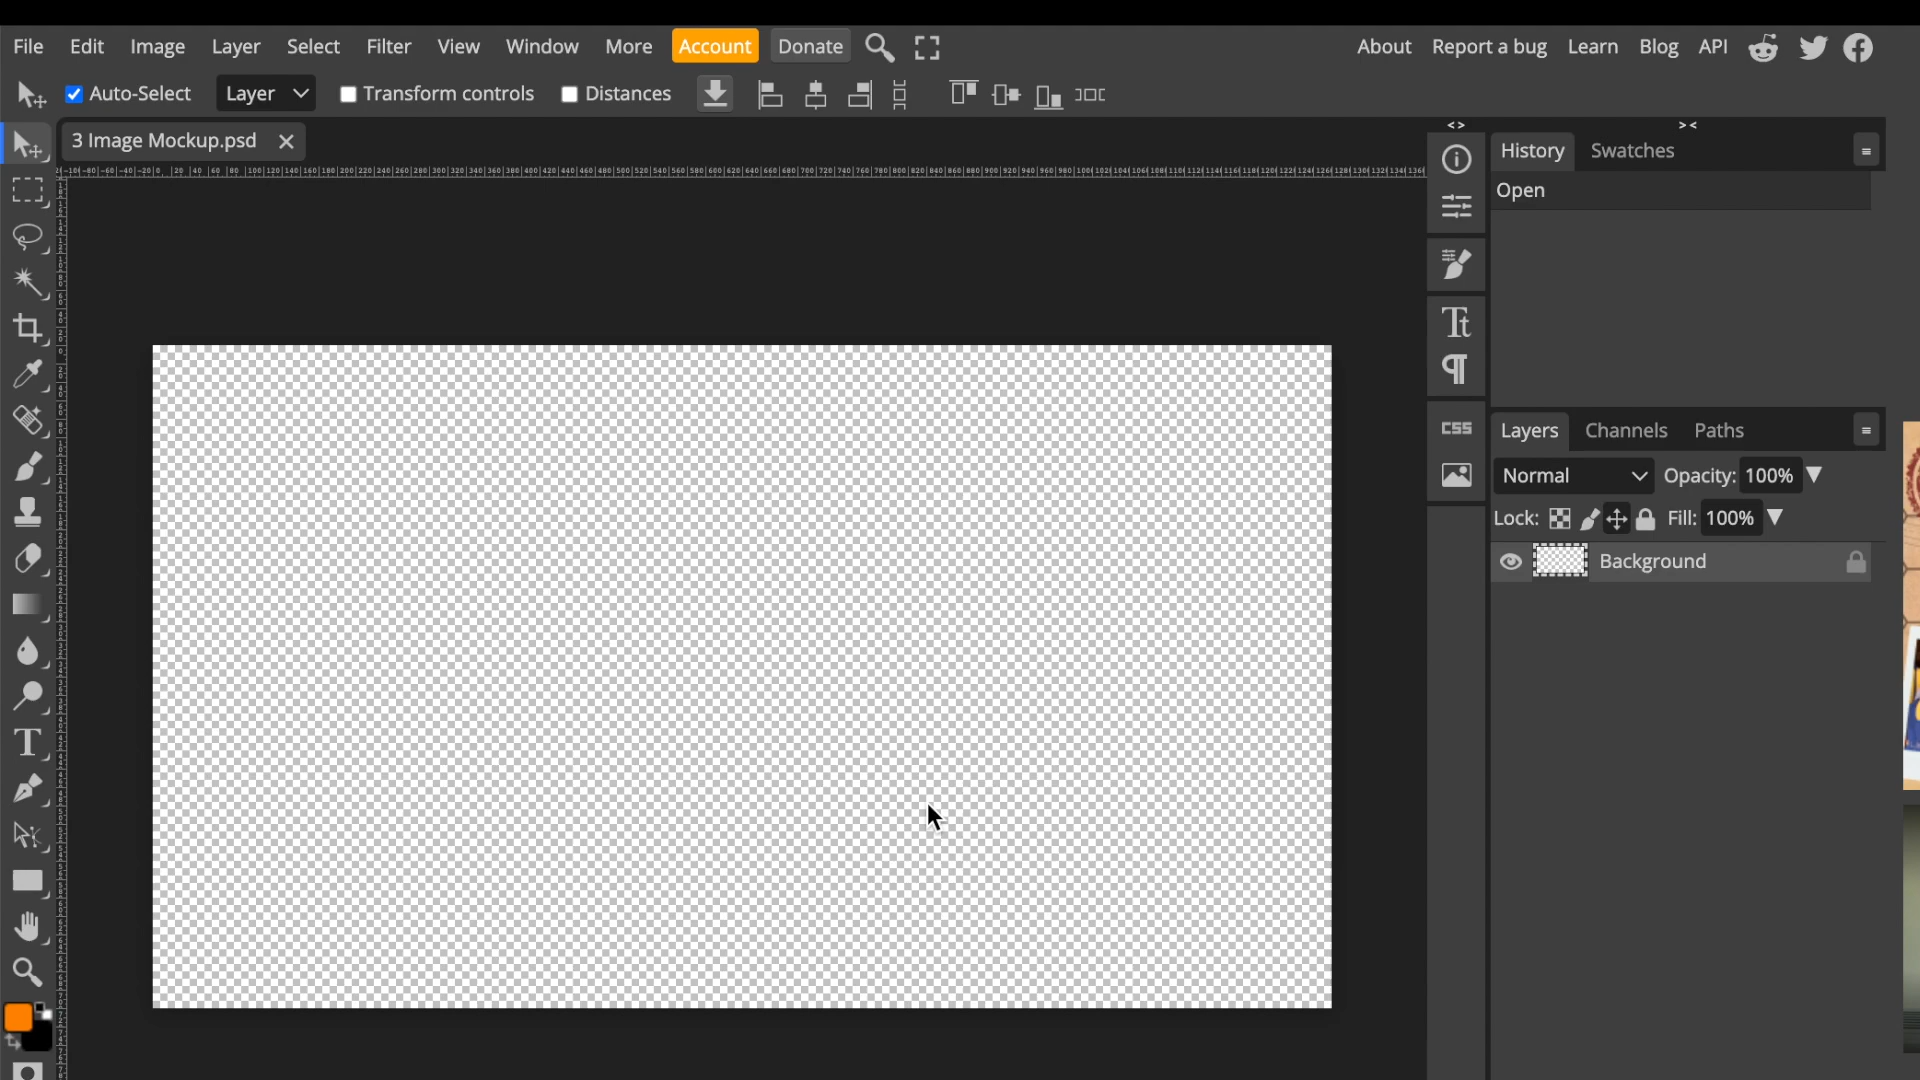 File Edit Image Layer Select Filter View Window More Account Donate About Report a bug Learn Blog API
Auto-Select Layer Transform controls Distances
3 Image Mockup.psd
History Swatches
Open
Tt
CSS
Layers Channels Paths
Normal Opacity: 100%
Lock: Fill: 100%
Background
T